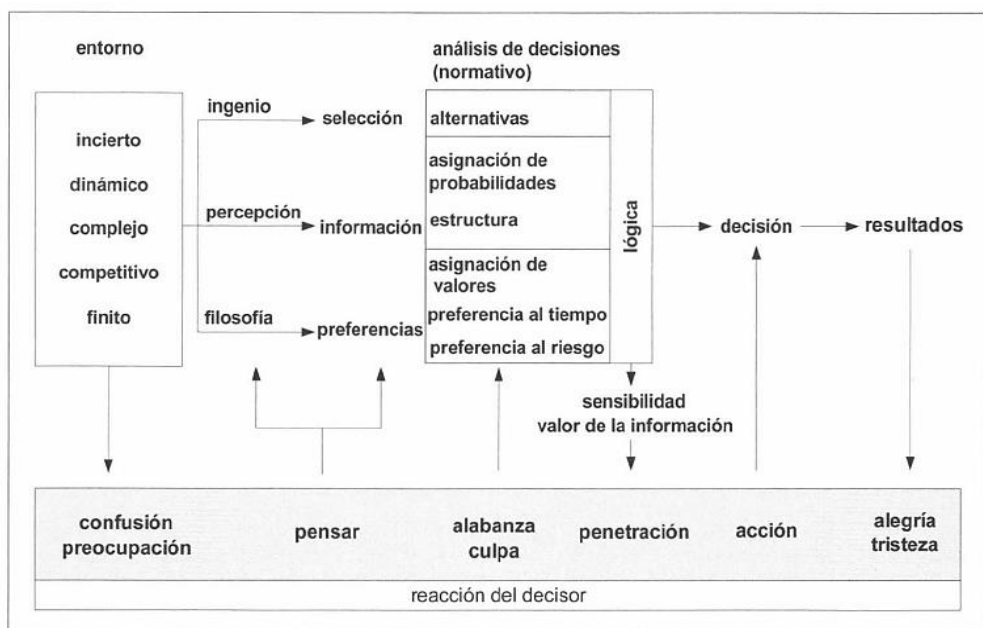 entorno
análisis de decisiones
(normativo)
incierto
dinámico
complejo
competitivo
finito
ingenio
selección
percepción
información
filosofía
preferencias
alternativas
asignación de
probabilidades
estructura
asignación de
valores
preferencia al tiempo
preferencia al riesgo
lógica
decisión
resultados
sensibilidad
valor de la información
confusión
preocupación
pensar
alabanza
culpa
penetración
acción
alegría
tristeza
reacción del decisor